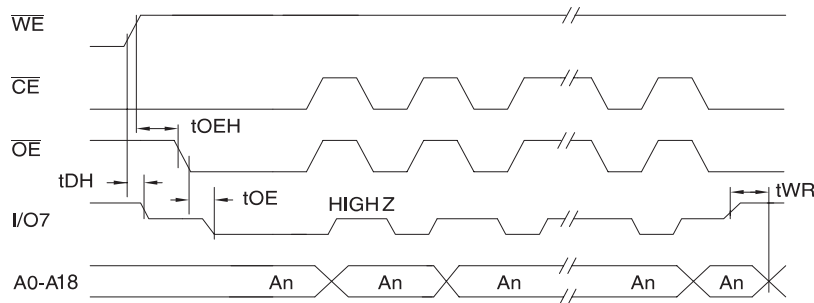 WE
CE
tOEH
OE
tDH
tOE
tWR
HIGH Z
I/O7
A0-A18 An An An An An